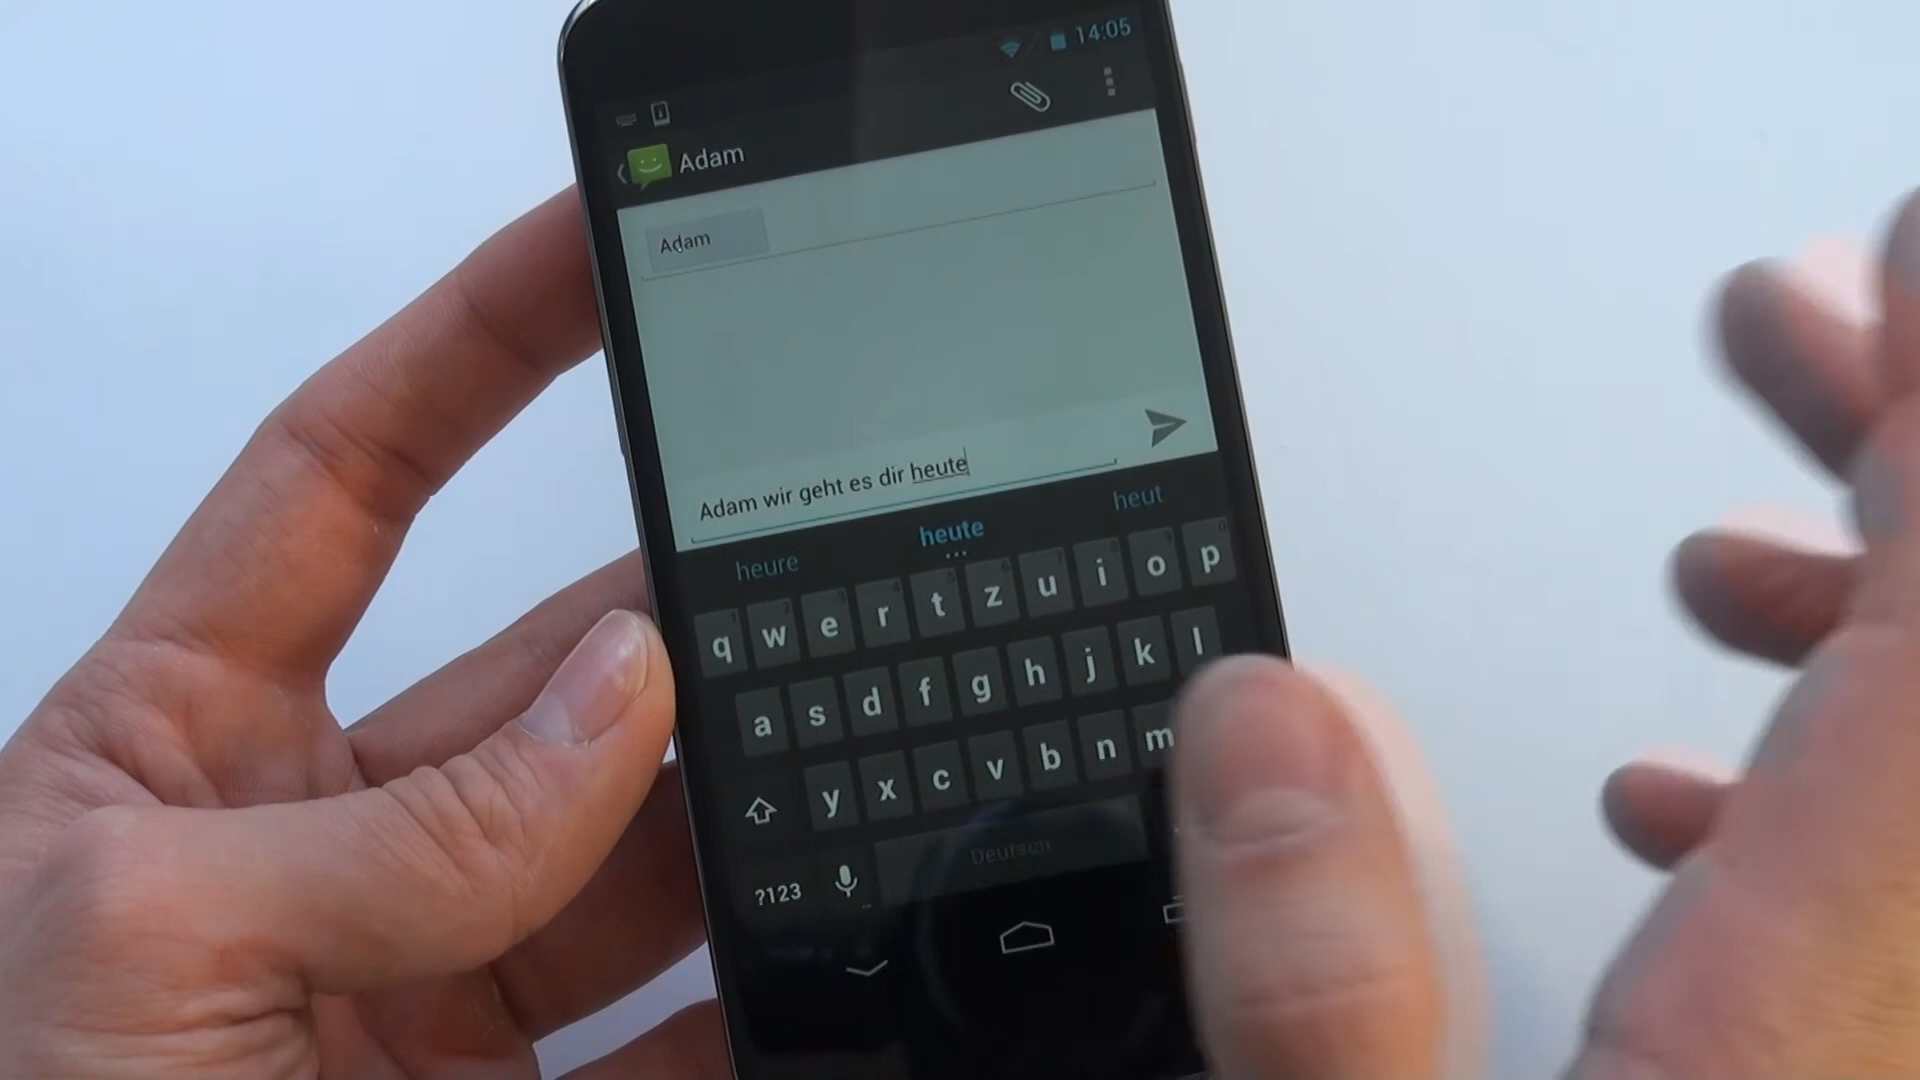 14:05
Adam
Adam
Adam wir geht es dir heute
heure heute heut
q w e r t z u i o p
a s d f g h j k l
y x c v b n m
?123 Deutsch